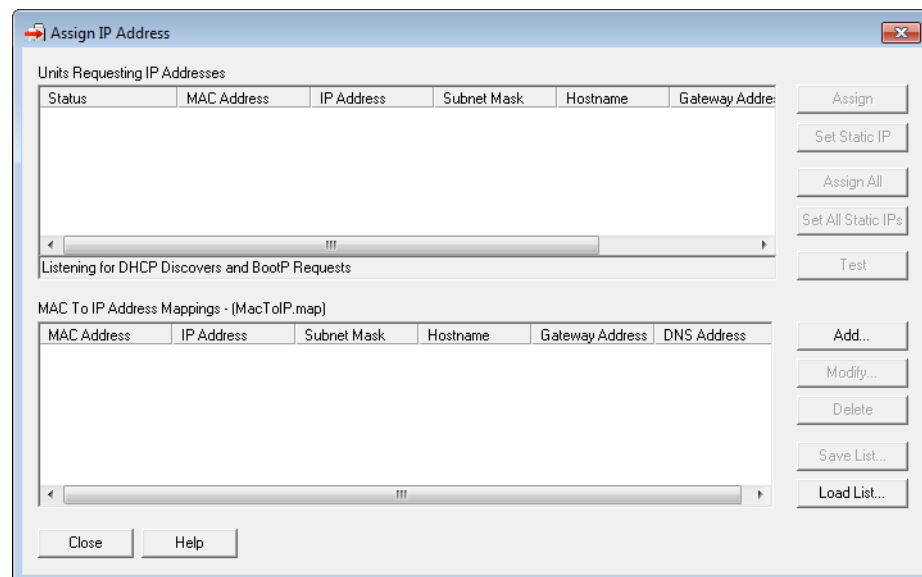 Assign IP Address
Units Requesting IP Addresses
Status MAC Address IP Address Subnet Mask Hostname Gateway Addre
Assign
Set Static IP
Assign All
Set All Static IPs
Listening for DHCP Discovers and BootP Requests
Test
MAC To IP Address Mappings - (MacToIP.map)
MAC Address IP Address Subnet Mask Hostname Gateway Address DNS Address
Add...
Modify...
Delete
Save List...
Load List...
Close Help